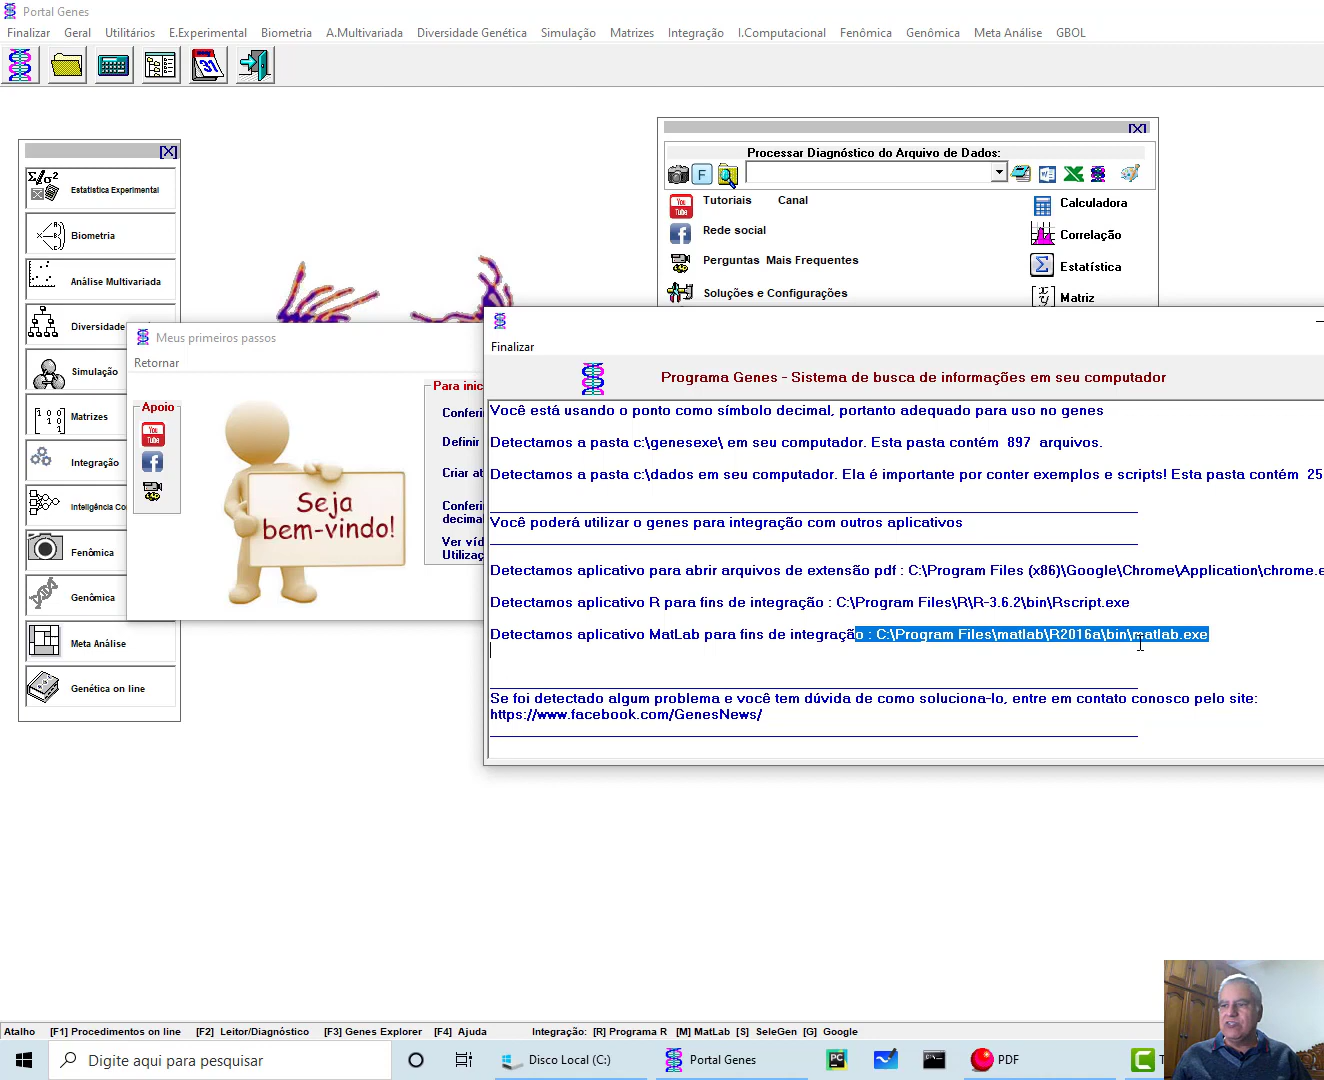 Portal Genes
Finalizar Geral Utilitários E.Experimental Biometria A.Multivariada Diversidade Genética Simulação Matrizes Integração I.Computacional Fenômica Genômica Meta Análise GBOL
31
[X]
Estatística Experimental
Biometria
Análise Multivariada
Diversidade
Simulação
Matrizes
Integração
Inteligência Co
Fenômica
Genômica
Meta Análise
Genética on line
[X]
Processar Diagnóstico do Arquivo de Dados:
F
You Tube
Tutoriais Canal
Rede social
Perguntas Mais Frequentes
Soluções e Configurações
Calculadora
Correlação
Estatística
Matriz
Meus primeiros passos
Retornar
Apoio
You Tube
Seja
bem-vindo!
Para inic
Conferi
Definir
Criar at
Conferi
decimal
Ver víd
Utilizaç
Finalizar
Programa Genes - Sistema de busca de informações em seu computador
Você está usando o ponto como símbolo decimal, portanto adequado para uso no genes
Detectamos a pasta c:\genesexe\ em seu computador. Esta pasta contém 897 arquivos.
Detectamos a pasta c:\dados em seu computador. Ela é importante por conter exemplos e scripts! Esta pasta contém 25
Você poderá utilizar o genes para integração com outros aplicativos
Detectamos aplicativo para abrir arquivos de extensão pdf : C:\Program Files (x86)\Google\Chrome\Application\chrome.e
Detectamos aplicativo R para fins de integração : C:\Program Files\R\R-3.6.2\bin\Rscript.exe
Detectamos aplicativo MatLab para fins de integração : C:\Program Files\matlab\R2016a\bin\matlab.exe
Se foi detectado algum problema e você tem dúvida de como soluciona-lo, entre em contato conosco pelo site:
https://www.facebook.com/GenesNews/
Atalho [F1] Procedimentos on line [F2] Leitor/Diagnóstico [F3] Genes Explorer [F4] Ajuda Integração: [R] Programa R [M] MatLab [S] SeleGen [G] Google
Digite aqui para pesquisar
Disco Local (C:)
Portal Genes
PC
PDF